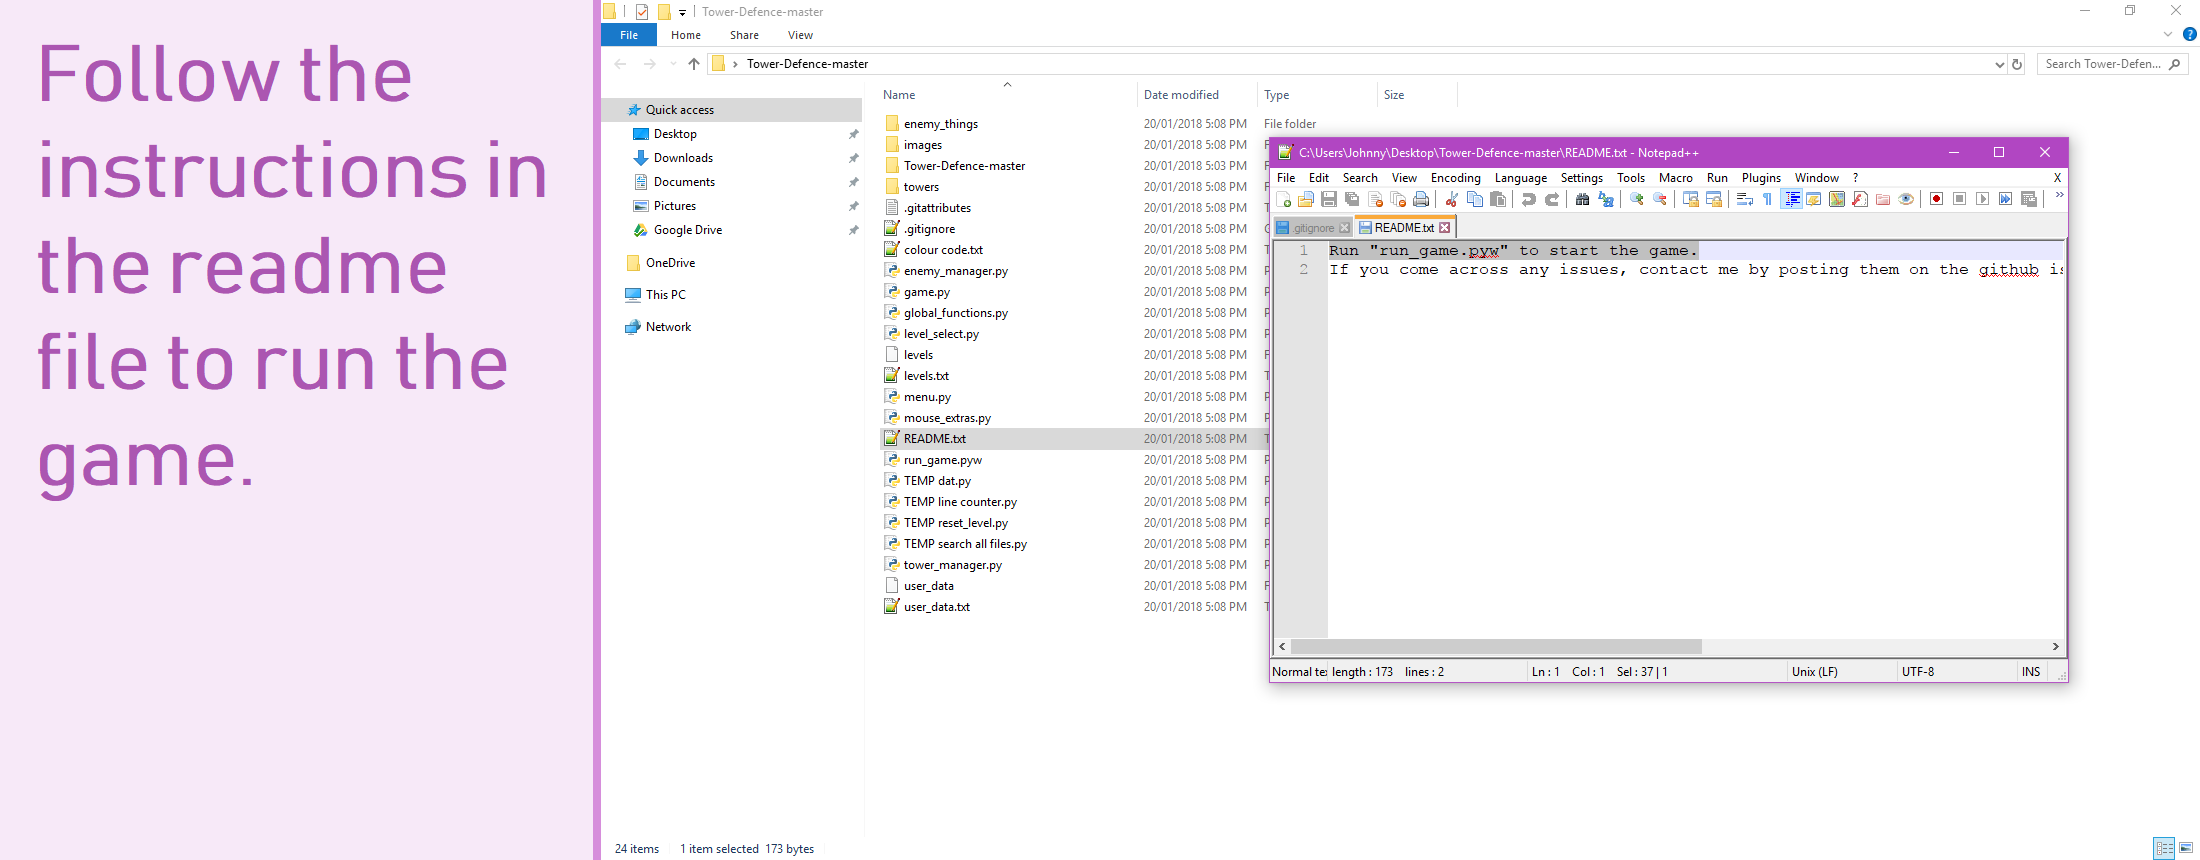 Follow the
instructions in
the readme
file to run the
game.
Tower-Defence-master
File Home Share View
Tower-Defence-master
Search Tower-Defen...
Quick access
Desktop
Downloads
Documents
Pictures
Google Drive
OneDrive
This PC
Network
Name Date modified Type Size
enemy_things 20/01/2018 5:08 PM File folder
images 20/01/2018 5:08 PM F
Tower-Defence-master 20/01/2018 5:03 PM F
towers 20/01/2018 5:08 PM F
.gitattributes 20/01/2018 5:08 PM T
.gitignore 20/01/2018 5:08 PM G
colour code.txt 20/01/2018 5:08 PM T
enemy_manager.py 20/01/2018 5:08 PM P
game.py 20/01/2018 5:08 PM P
global_functions.py 20/01/2018 5:08 PM P
level_select.py 20/01/2018 5:08 PM P
levels 20/01/2018 5:08 PM F
levels.txt 20/01/2018 5:08 PM T
menu.py 20/01/2018 5:08 PM P
mouse_extras.py 20/01/2018 5:08 PM P
README.txt 20/01/2018 5:08 PM T
run_game.pyw 20/01/2018 5:08 PM P
TEMP dat.py 20/01/2018 5:08 PM P
TEMP line counter.py 20/01/2018 5:08 PM P
TEMP reset_level.py 20/01/2018 5:08 PM P
TEMP search all files.py 20/01/2018 5:08 PM P
tower_manager.py 20/01/2018 5:08 PM P
user_data 20/01/2018 5:08 PM F
user_data.txt 20/01/2018 5:08 PM T
C:\Users\Johnny\Desktop\Tower-Defence-master\README.txt - Notepad++
File Edit Search View Encoding Language Settings Tools Macro Run Plugins Window ? X
.gitignore README.txt
1 Run "run_game.pyw" to start the game.
2 If you come across any issues, contact me by posting them on the github is
Normal te length : 173 lines : 2 Ln : 1 Col : 1 Sel : 37 | 1 Unix (LF) UTF-8 INS
24 items 1 item selected 173 bytes